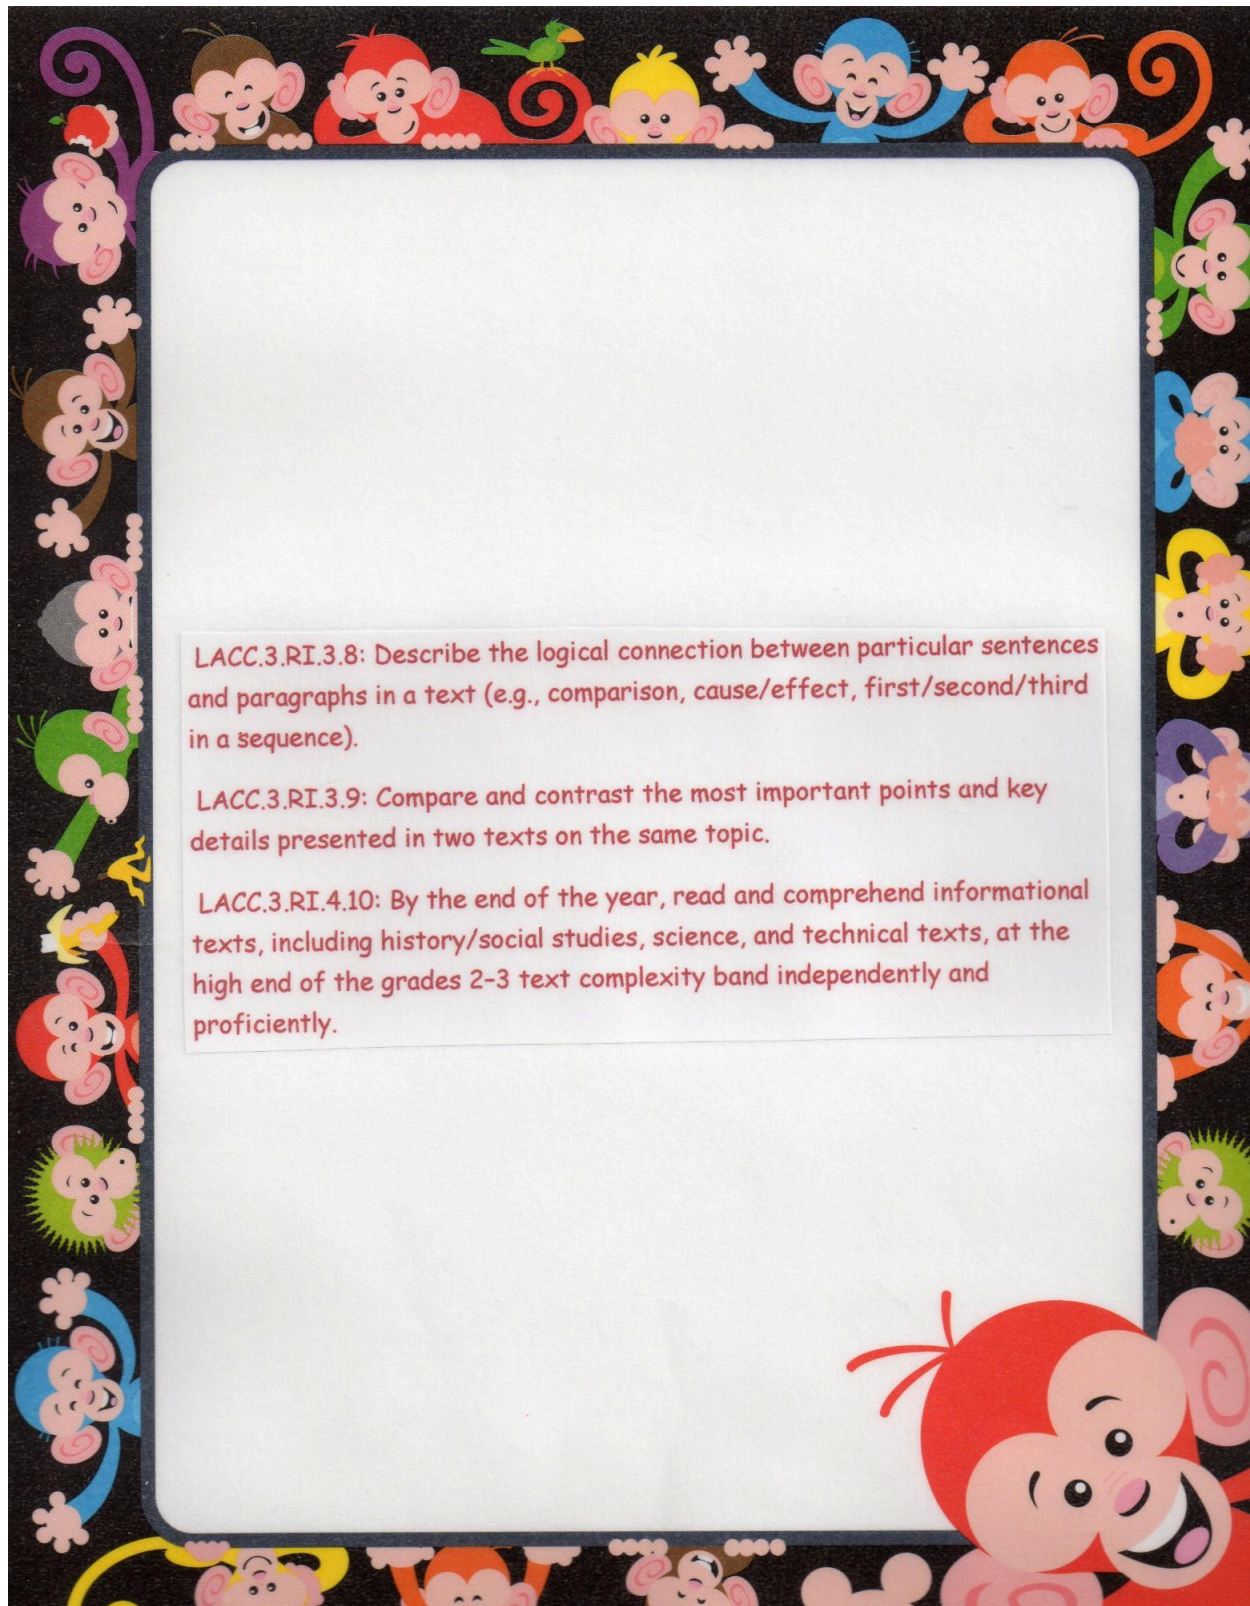 LACC.3.RI.3.8: Describe the logical connection between particular sentences
and paragraphs in a text (e.g., comparison, cause/effect, first/second/third
in a sequence).
LACC.3.RI.3.9: Compare and contrast the most important points and key
details presented in two texts on the same topic.
LACC.3.RI.4.10: By the end of the year, read and comprehend informational
texts, including history/social studies, science, and technical texts, at the
high end of the grades 2–3 text complexity band independently and
proficiently.